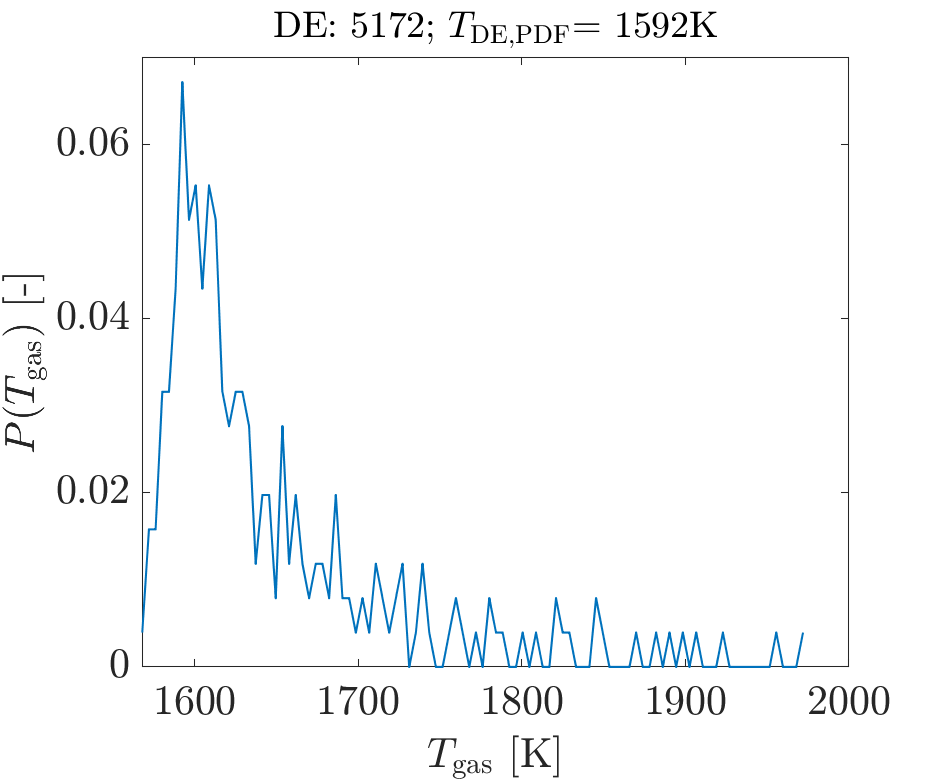 DE: 5172; T_DE,PDF= 1592K
0.06
0.04
0.02
0
P(T_gas) [-]
1600 1700 1800 1900 2000
T_gas [K]